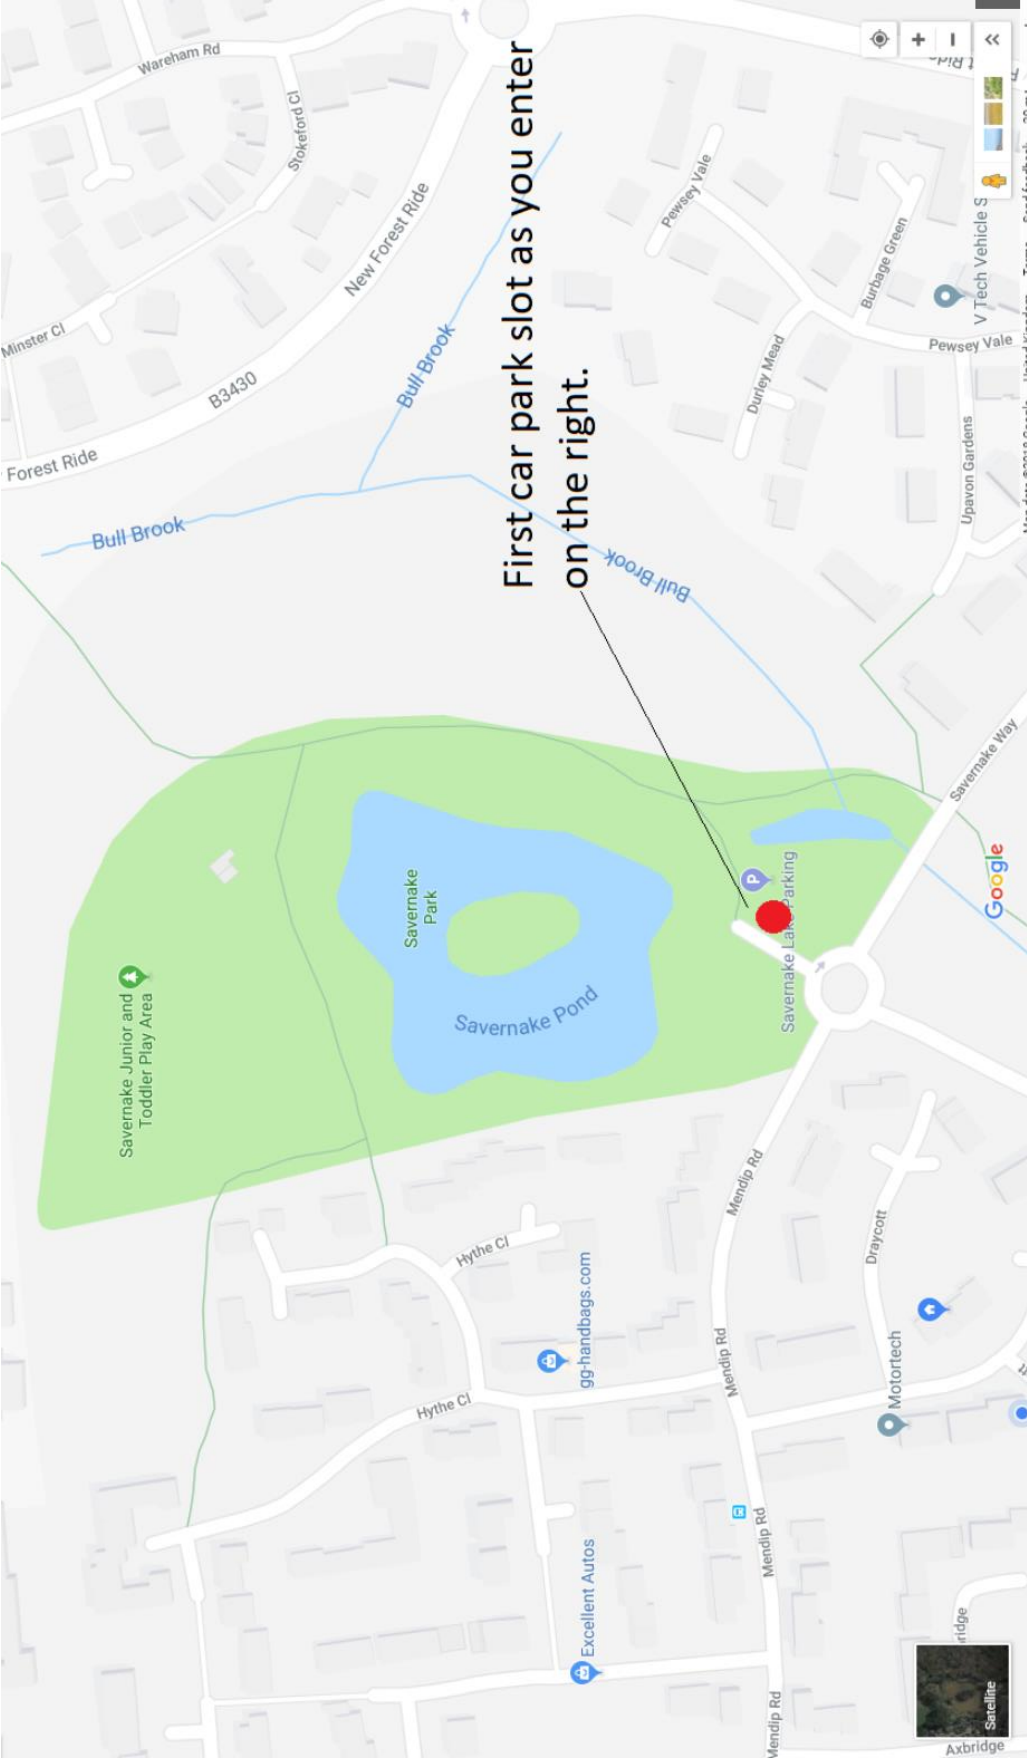 Wareham Rd
Stokeford Cl
New Forest Ride
Minster Cl
B3430
Forest Ride
Bull Brook
Bull Brook
Bull Brook
First car park slot as you enter
on the right.
Pewsey Vale
Burbage Green
V Tech Vehicle S
Pewsey Vale
Durley Mead
Upavon Gardens
Savernake Way
Google
Savernake
Park
Savernake Pond
P
Savernake Lake Parking
Savernake Junior and
Toddler Play Area
Mendip Rd
Draycott
Hythe Cl
gg-handbags.com
Mendip Rd
Hythe Cl
Motortech
Mendip Rd
Excellent Autos
Mendip Rd
Satellite
Axbridge